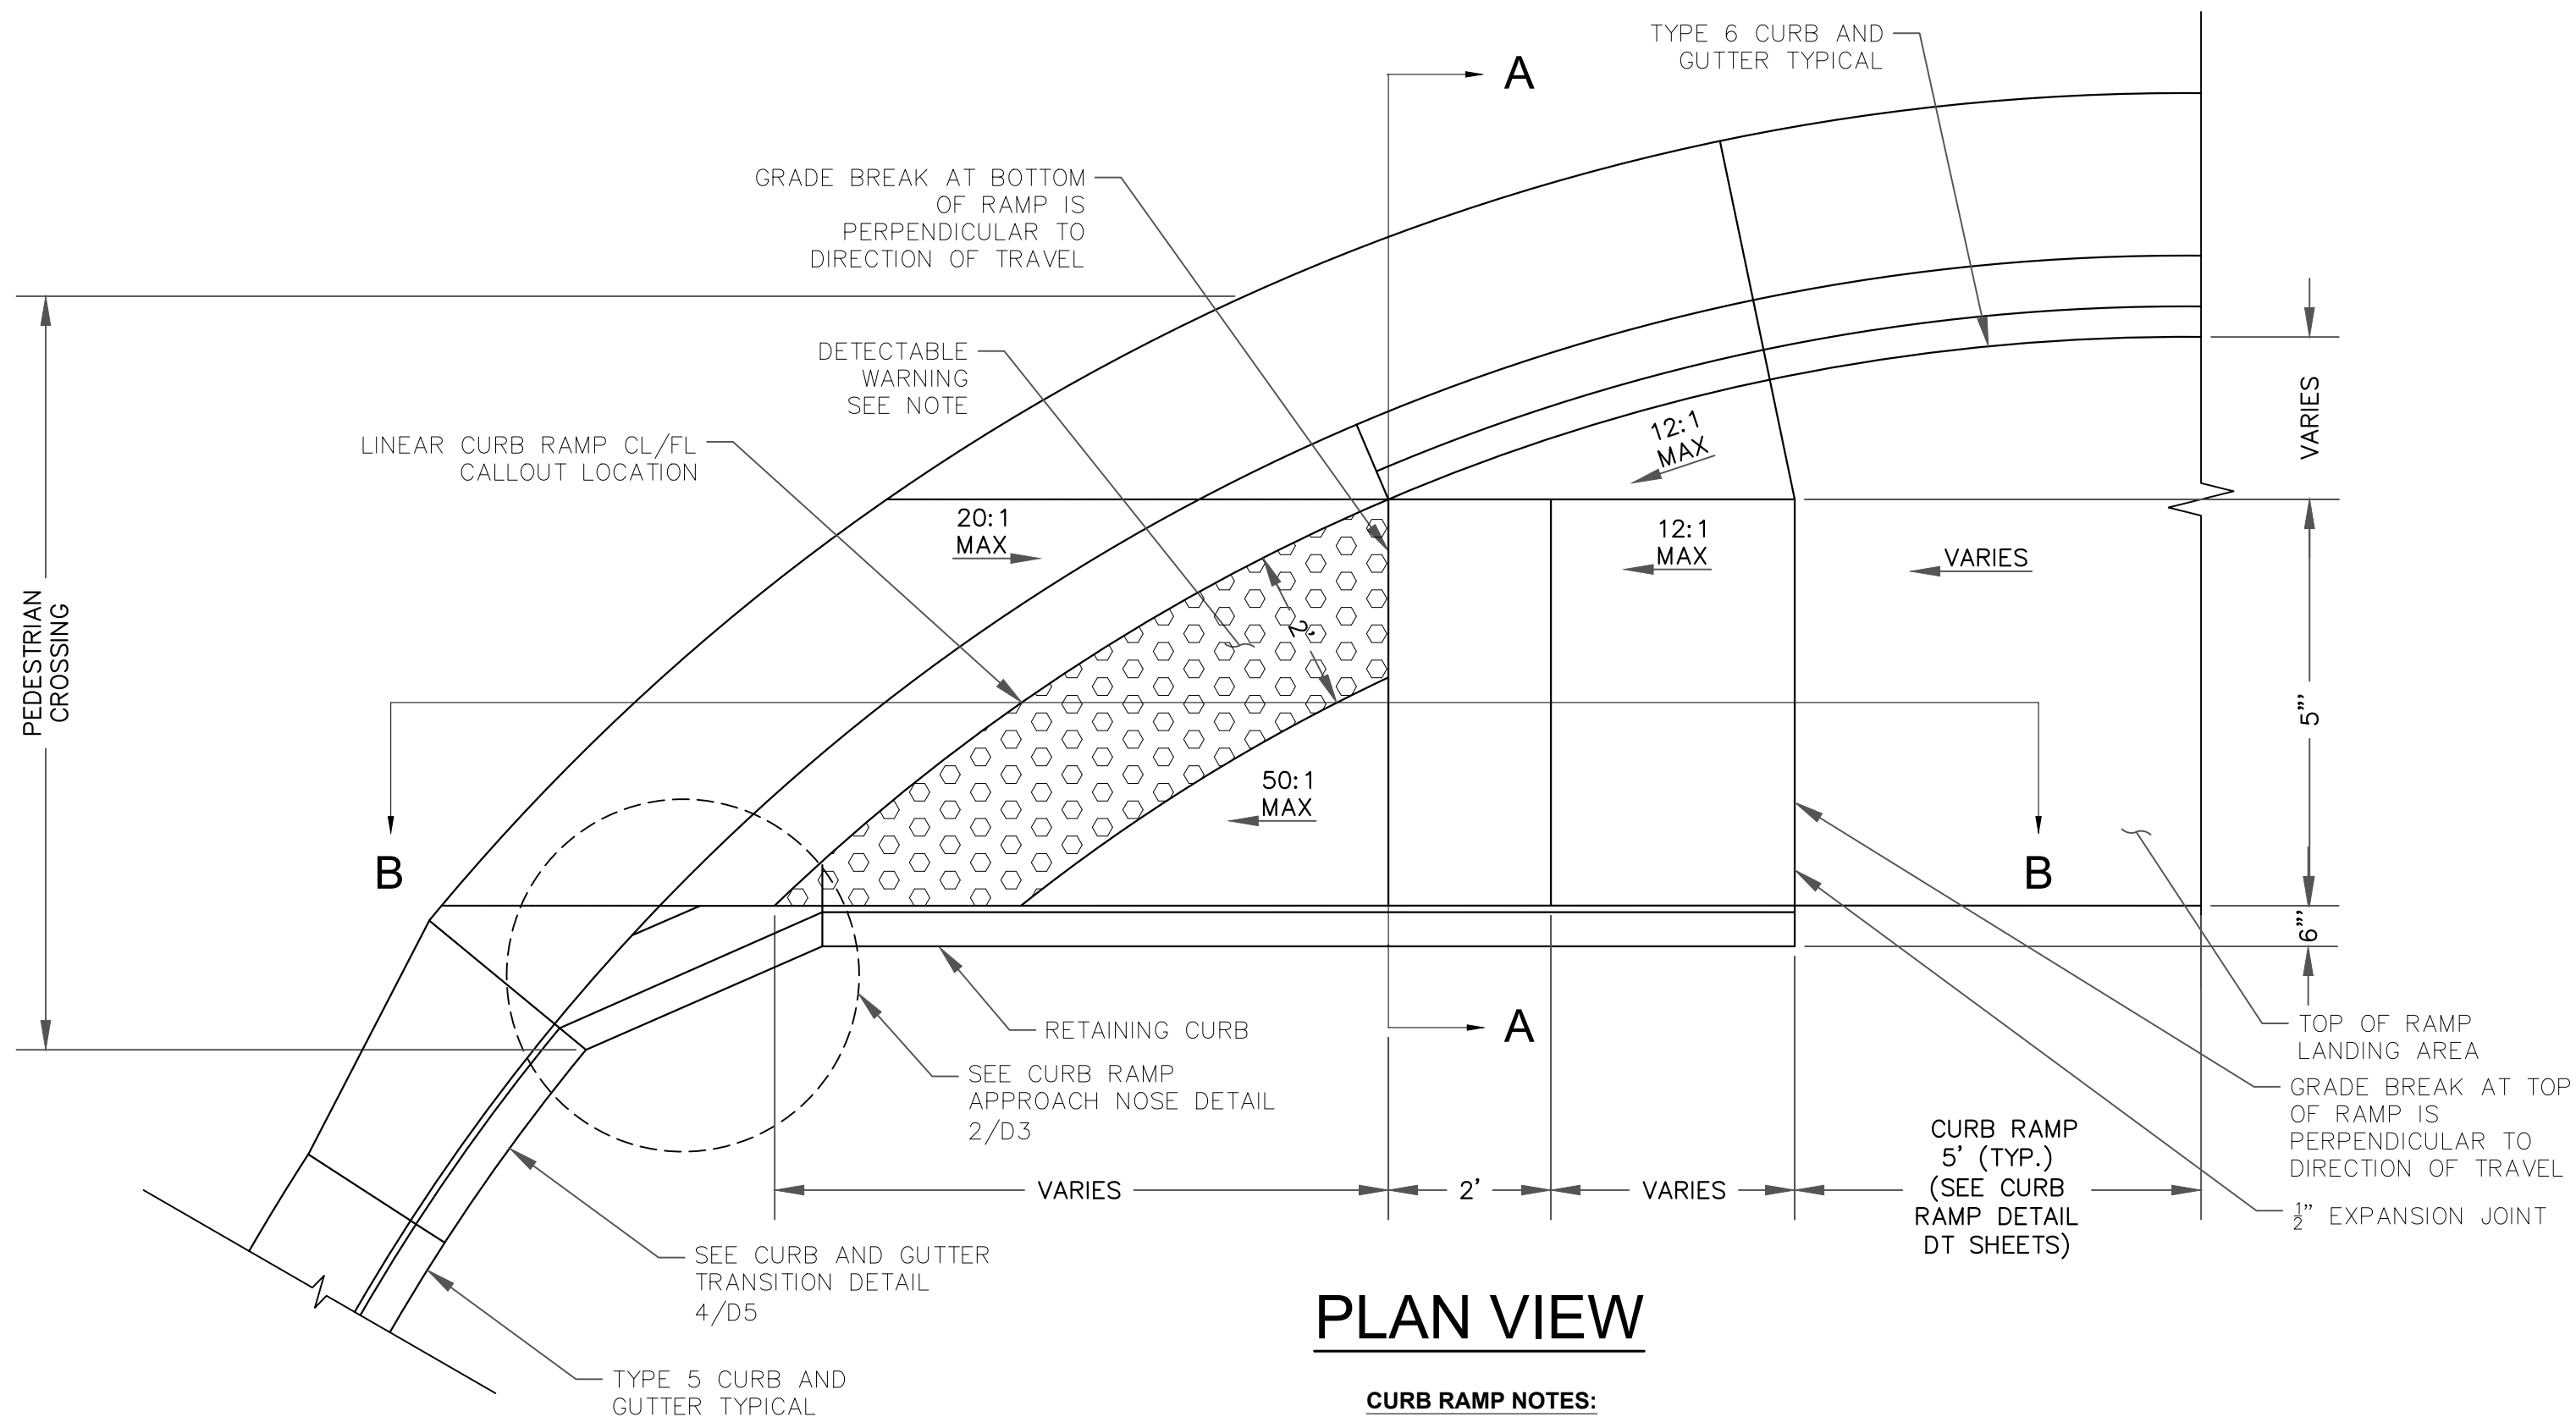 TYPE 6 CURB AND
GUTTER TYPICAL
A
GRADE BREAK AT BOTTOM
OF RAMP IS
PERPENDICULAR TO
DIRECTION OF TRAVEL
DETECTABLE
WARNING
SEE NOTE
LINEAR CURB RAMP CL/FL
CALLOUT LOCATION
VARIES
12:1
MAX
20:1
MAX
12:1
MAX
VARIES
PEDESTRIAN
CROSSING
2'
5'"
50:1
MAX
B
B
6'"
RETAINING CURB
A
SEE CURB RAMP
APPROACH NOSE DETAIL
2/D3
TOP OF RAMP
LANDING AREA
GRADE BREAK AT TOP
OF RAMP IS
PERPENDICULAR TO
DIRECTION OF TRAVEL
½" EXPANSION JOINT
VARIES
2'
VARIES
CURB RAMP
5' (TYP.)
(SEE CURB
RAMP DETAIL
DT SHEETS)
SEE CURB AND GUTTER
TRANSITION DETAIL
4/D5
TYPE 5 CURB AND
GUTTER TYPICAL
PLAN VIEW
CURB RAMP NOTES: